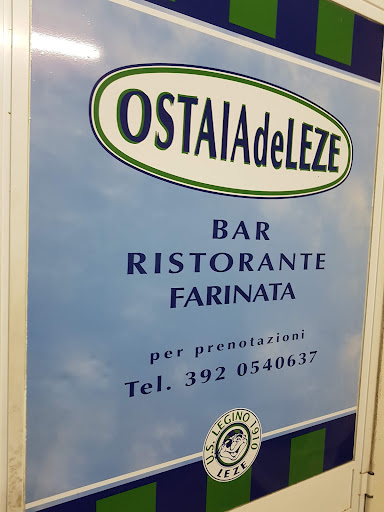 OSTAIAdeLEZE
BAR
RISTORANTE
FARINATA
per prenotazioni
Tel. 392 0540637
U.S. LEGINO 1910
LEZE